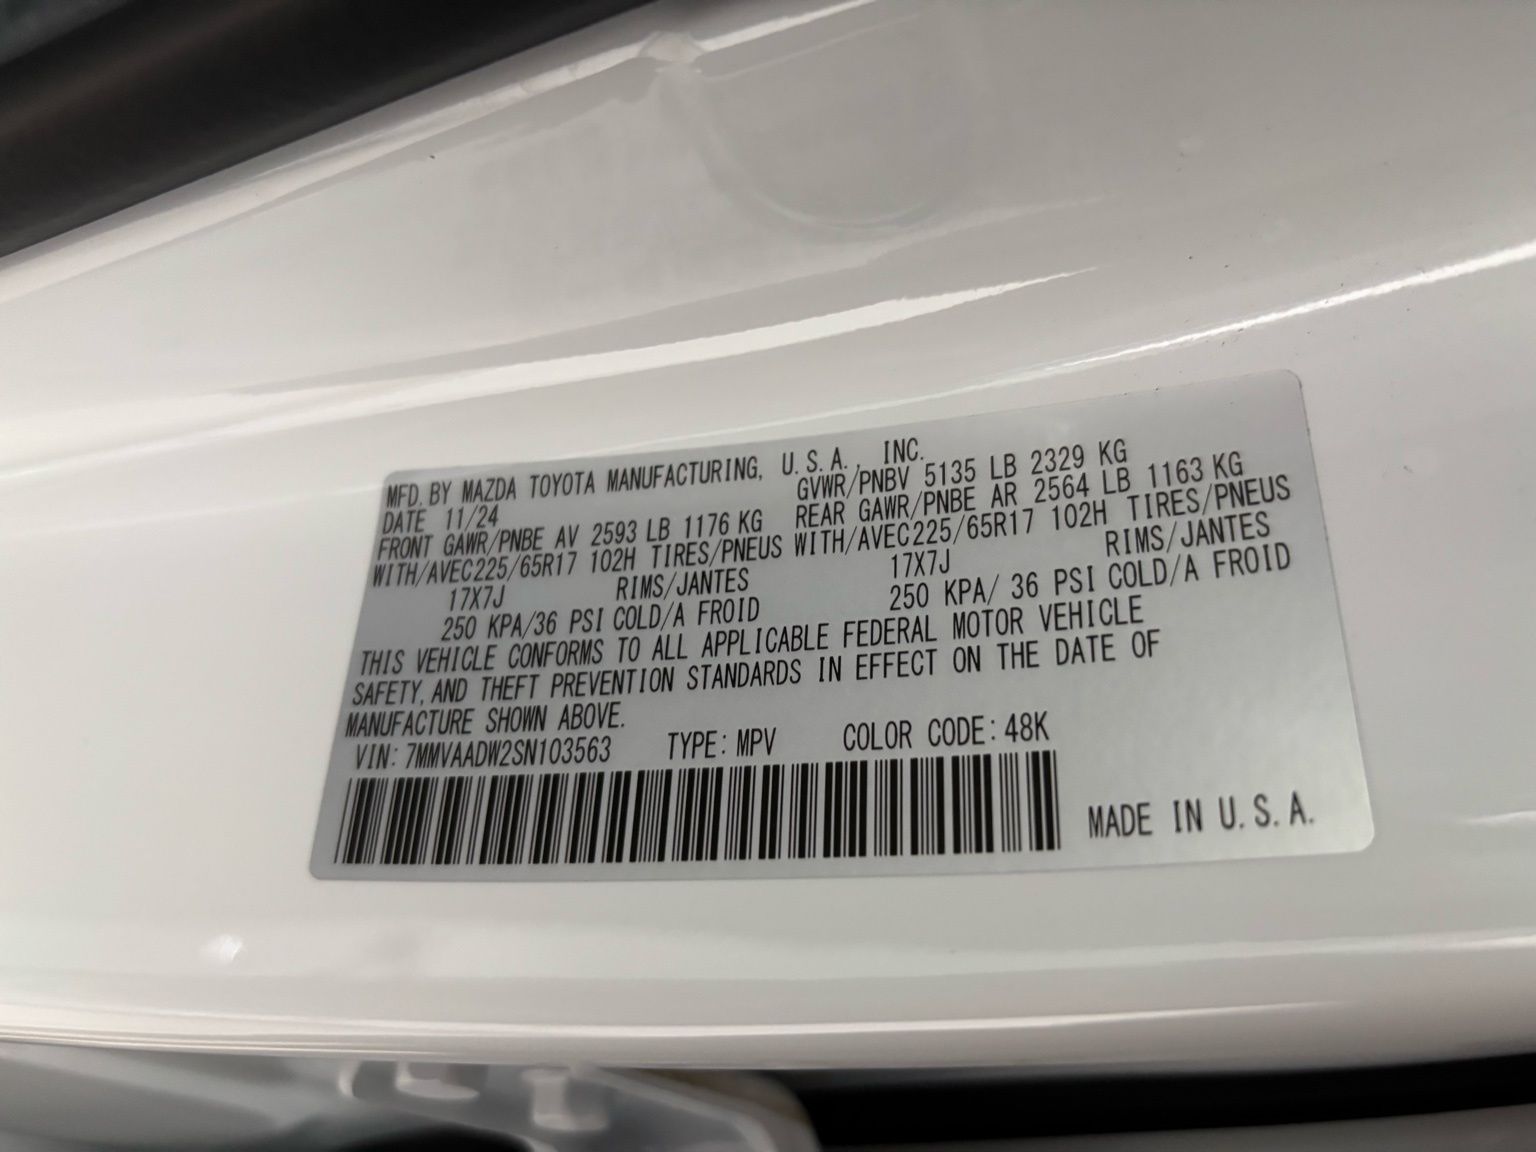 MFD. BY MAZDA TOYOTA MANUFACTURING, U.S.A., INC.
DATE 11/24 GVWR/PNBV 5135 LB 2329 KG
FRONT GAWR/PNBE AV 2593 LB 1176 KG REAR GAWR/PNBE AR 2564 LB 1163 KG
WITH/AVEC225/65R17 102H TIRES/PNEUS WITH/AVEC225/65R17 102H TIRES/PNEUS
17X7J RIMS/JANTES 17X7J RIMS/JANTES
250 KPA/36 PSI COLD/A FROID 250 KPA/ 36 PSI COLD/A FROID
THIS VEHICLE CONFORMS TO ALL APPLICABLE FEDERAL MOTOR VEHICLE
SAFETY, AND THEFT PREVENTION STANDARDS IN EFFECT ON THE DATE OF
MANUFACTURE SHOWN ABOVE.
VIN: 7MMVAADW2SN103563 TYPE: MPV COLOR CODE: 48K
MADE IN U.S.A.